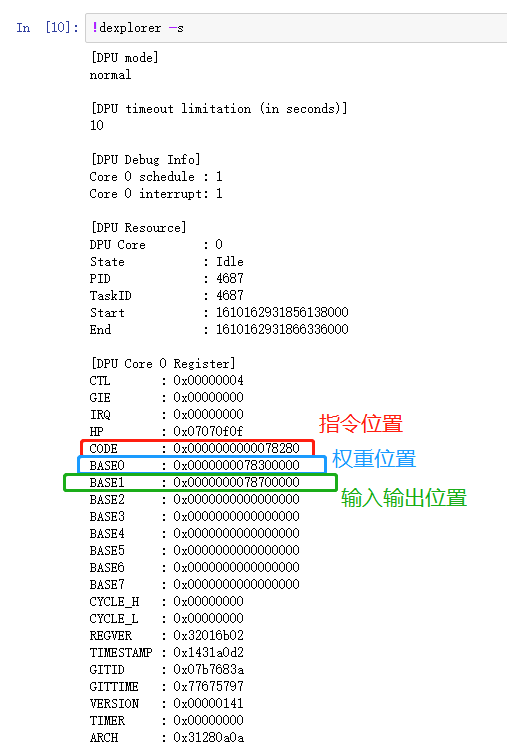 In [10]: !dexplorer -s
[DPU mode]
normal
[DPU timeout limitation (in seconds)]
10
[DPU Debug Info]
Core 0 schedule : 1
Core 0 interrupt: 1
[DPU Resource]
DPU Core : 0
State : Idle
PID : 4687
TaskID : 4687
Start : 1610162931856138000
End : 1610162931866336000
[DPU Core 0 Register]
CTL : 0x00000004
GIE : 0x00000000
IRQ : 0x00000000
HP : 0x07070f0f
指令位置
CODE : 0x0000000000078280
权重位置
BASE0 : 0x0000000078300000
BASE1 : 0x0000000078700000
输入输出位置
BASE2 : 0x0000000000000000
BASE3 : 0x0000000000000000
BASE4 : 0x0000000000000000
BASE5 : 0x0000000000000000
BASE6 : 0x0000000000000000
BASE7 : 0x0000000000000000
CYCLE_H : 0x00000000
CYCLE_L : 0x00000000
REGVER : 0x32016b02
TIMESTAMP : 0x1431a0d2
GITID : 0x07b7683a
GITTIME : 0x77675797
VERSION : 0x00000141
TIMER : 0x00000000
ARCH : 0x31280a0a